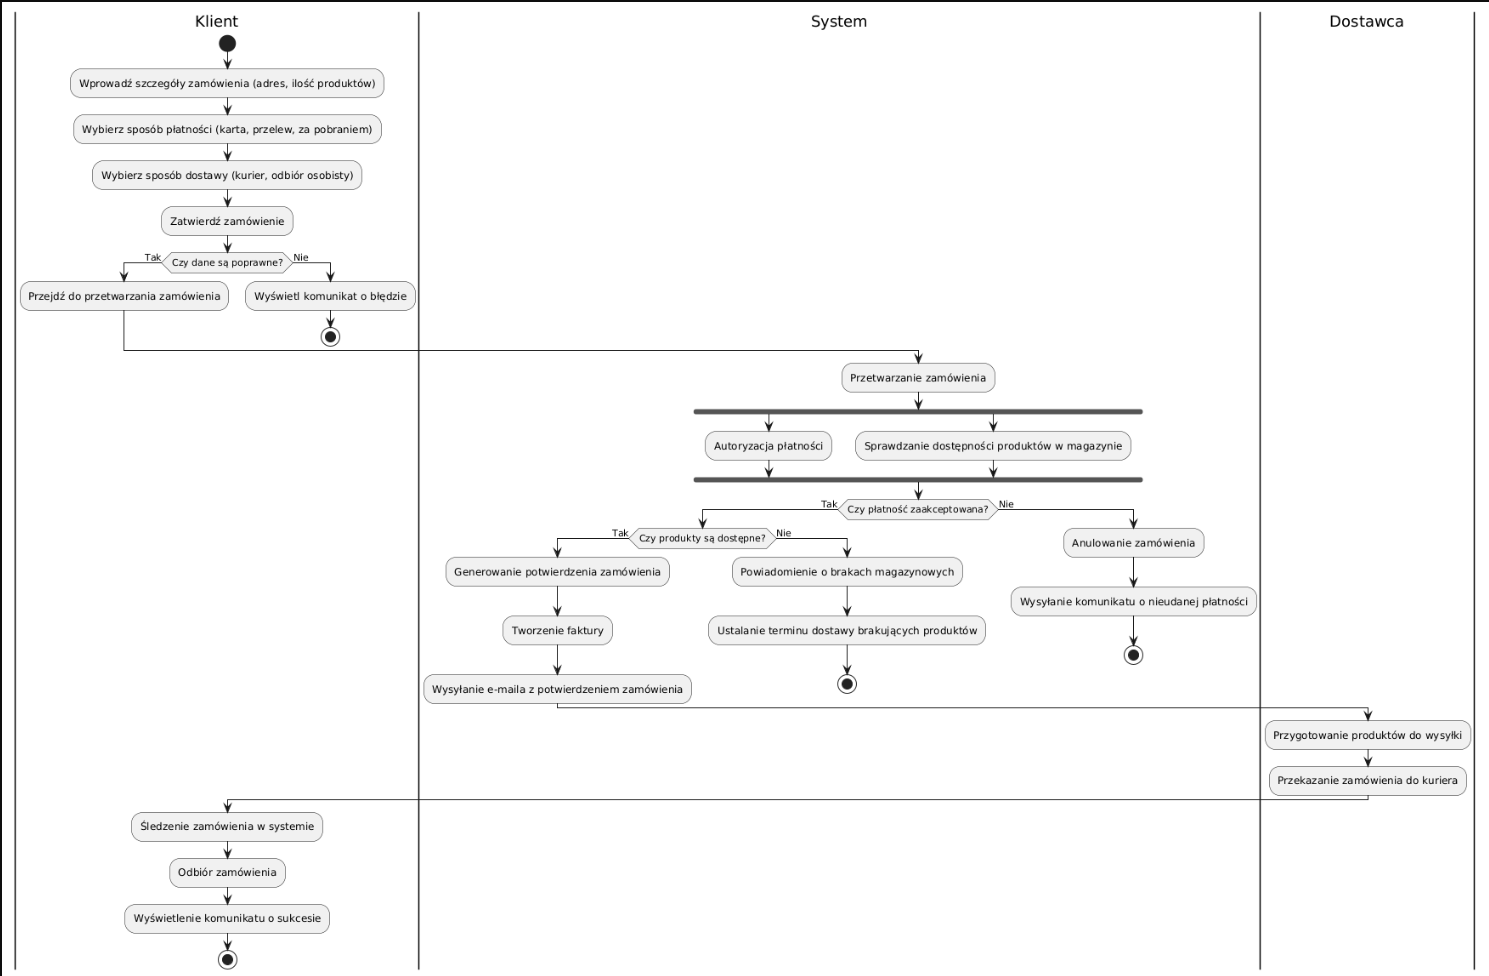 Klient
System
Dostawca
Wprowadź szczegóły zamówienia (adres, ilość produktów)
Wybierz sposób płatności (karta, przelew, za pobraniem)
Wybierz sposób dostawy (kurier, odbiór osobisty)
Zatwierdź zamówienie
Tak
Czy dane są poprawne?
Nie
Przejdź do przetwarzania zamówienia
Wyświetl komunikat o błędzie
Przetwarzanie zamówienia
Autoryzacja płatności
Sprawdzanie dostępności produktów w magazynie
Tak
Czy płatność zaakceptowana?
Nie
Tak
Czy produkty są dostępne?
Nie
Anulowanie zamówienia
Generowanie potwierdzenia zamówienia
Powiadomienie o brakach magazynowych
Wysyłanie komunikatu o nieudanej płatności
Tworzenie faktury
Ustalanie terminu dostawy brakujących produktów
Wysyłanie e-maila z potwierdzeniem zamówienia
Przygotowanie produktów do wysyłki
Przekazanie zamówienia do kuriera
Śledzenie zamówienia w systemie
Odbiór zamówienia
Wyświetlenie komunikatu o sukcesie